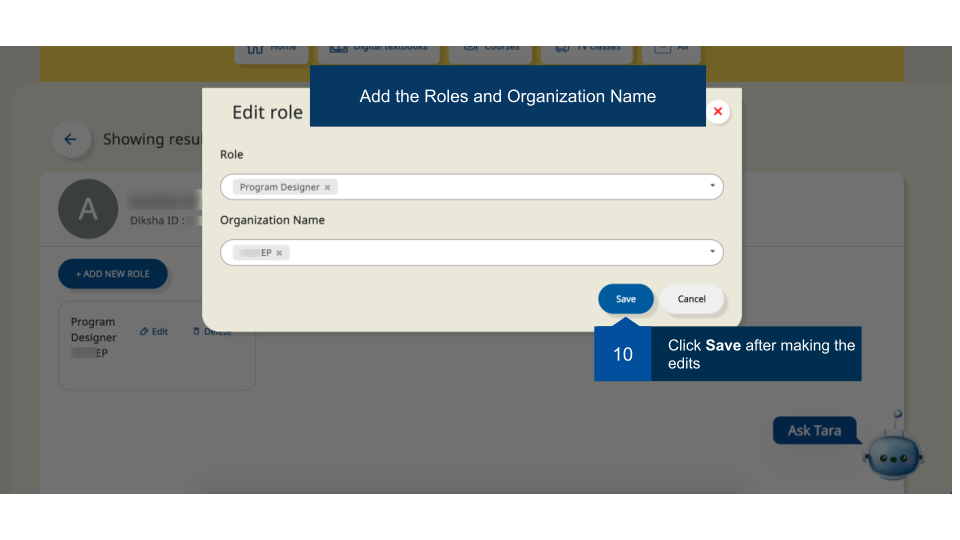 Home
Digital textbooks
Courses
TV classes
All
Add the Roles and Organization Name
Edit role
Showing resu
Role
Program Designer ×
A
Diksha ID :
Organization Name
EP ×
+ ADD NEW ROLE
Save
Cancel
Program
Designer
EP
Edit
Delete
10
Click Save after making the
edits
Ask Tara